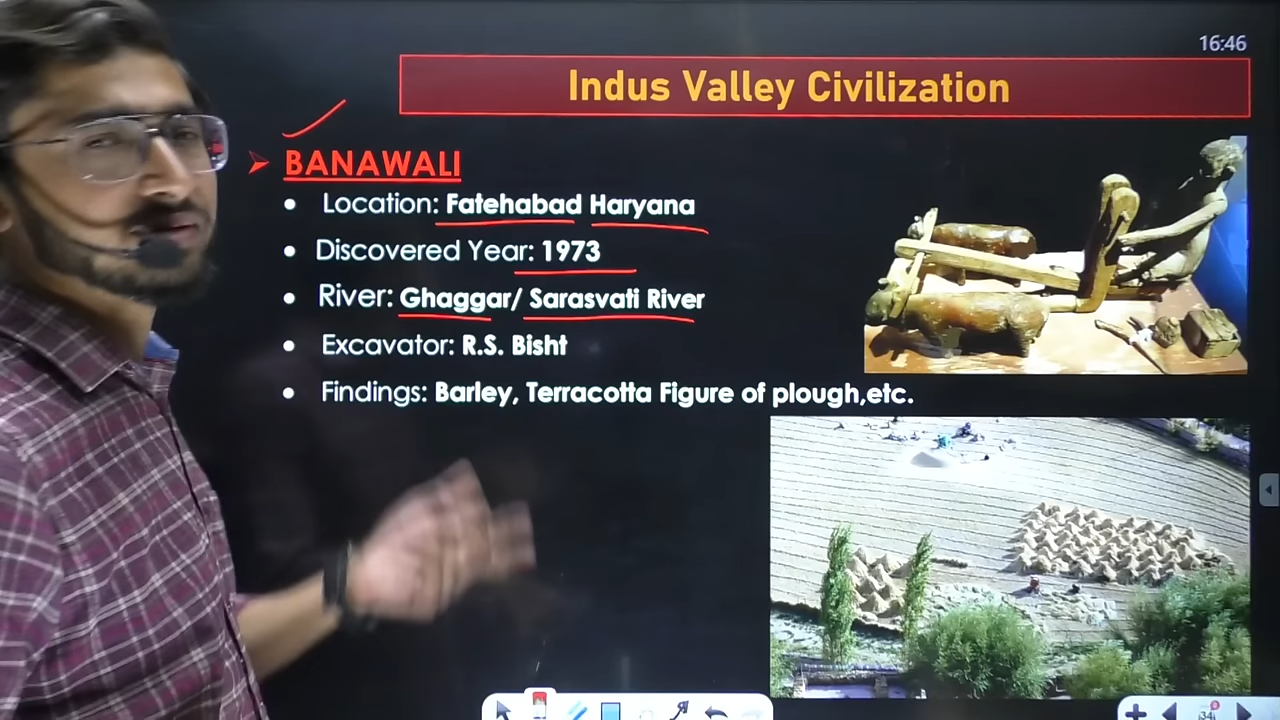 16:46
Indus Valley Civilization
BANAWALI
Location: Fatehabad Haryana
Discovered Year: 1973
River: Ghaggar/ Sarasvati River
Excavator: R.S. Bisht
Findings: Barley, Terracotta Figure of plough,etc.